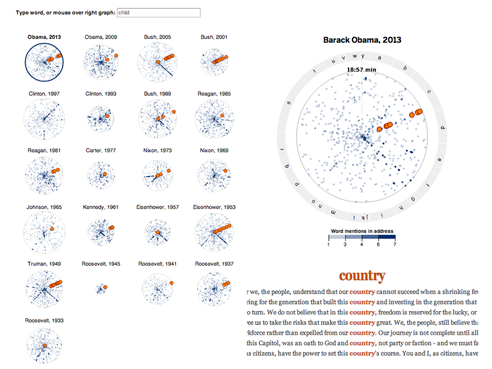 Type word, or mouse over right graph: child
Obama, 2013 Obama, 2009 Bush, 2005 Bush, 2001
Clinton, 1997 Clinton, 1993 Bush, 1989 Reagan, 1985
Reagan, 1981 Carter, 1977 Nixon, 1973 Nixon, 1969
Johnson, 1965 Kennedy, 1961 Eisenhower, 1957 Eisenhower, 1953
Truman, 1949 Roosevelt, 1945 Roosevelt, 1941 Roosevelt, 1937
Roosevelt, 1933
Barack Obama, 2013
18:57 min
a b c d e f g h i j k l m n o p q r s t u v w y
Word mentions in address
1 3 4 5 6 7
country
we, the people, understand that our country cannot succeed when a shrinking fe
ring for the generation that built this country and investing in the generation that
o turn. We do not believe that in this country, freedom is reserved for the lucky, or
ve us to take the risks that make this country great. We, the people, still believe th
kforce rather than expelled from our country. Our journey is not complete until all
this Capitol, was an oath to God and country, not party or faction - and we must fa
as citizens, have the power to set this country's course. You and I, as citizens, have